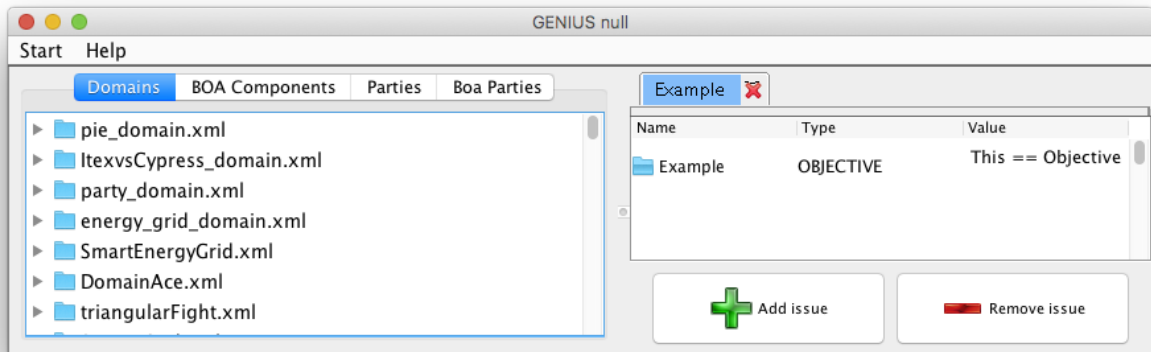 GENIUS null
Start Help
Domains BOA Components Parties Boa Parties
pie_domain.xml
ItexvsCypress_domain.xml
party_domain.xml
energy_grid_domain.xml
SmartEnergyGrid.xml
DomainAce.xml
triangularFight.xml
Example
Name Type Value
Example OBJECTIVE This == Objective
Add issue Remove issue